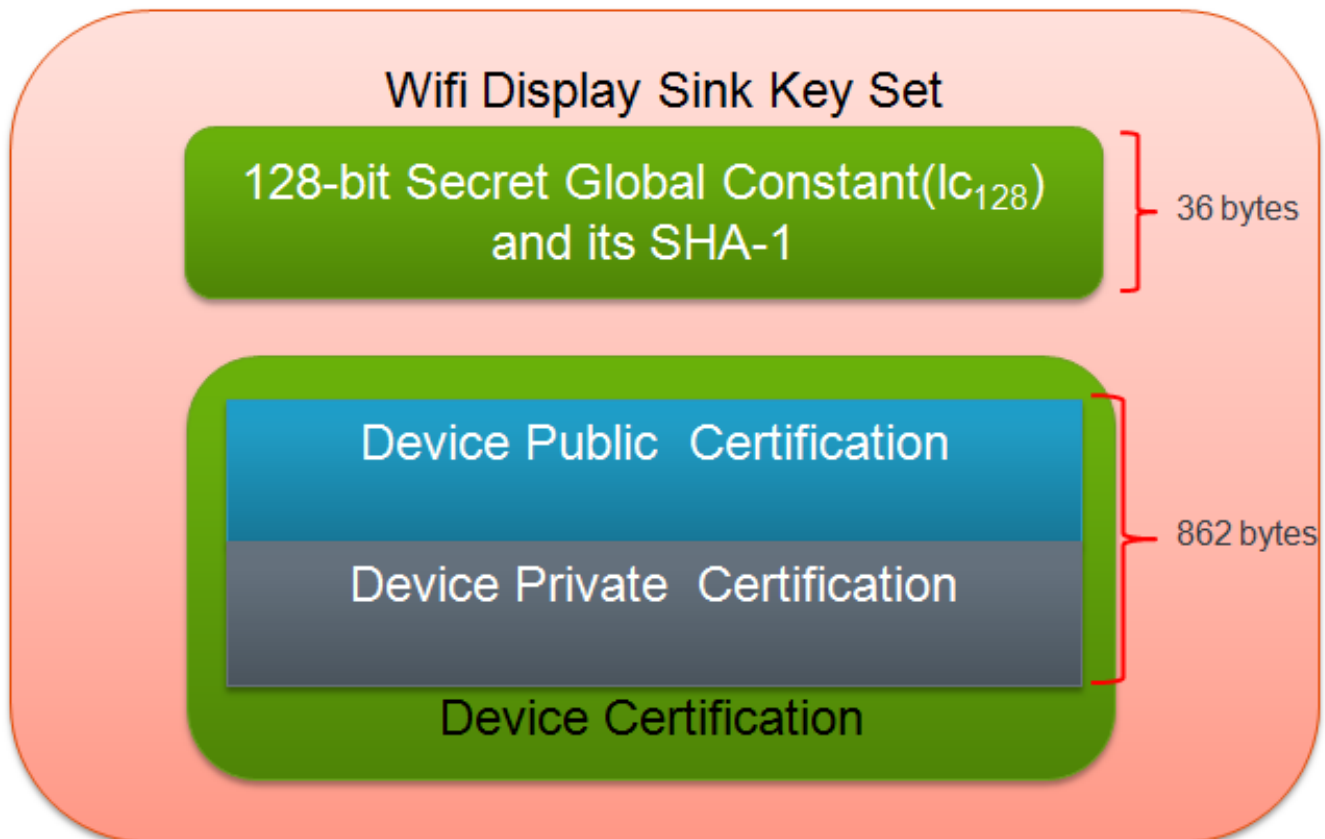 Wifi Display Sink Key Set
128-bit Secret Global Constant(lc₁₂₈)
and its SHA-1
36 bytes
Device Public Certification
862 bytes
Device Private Certification
Device Certification